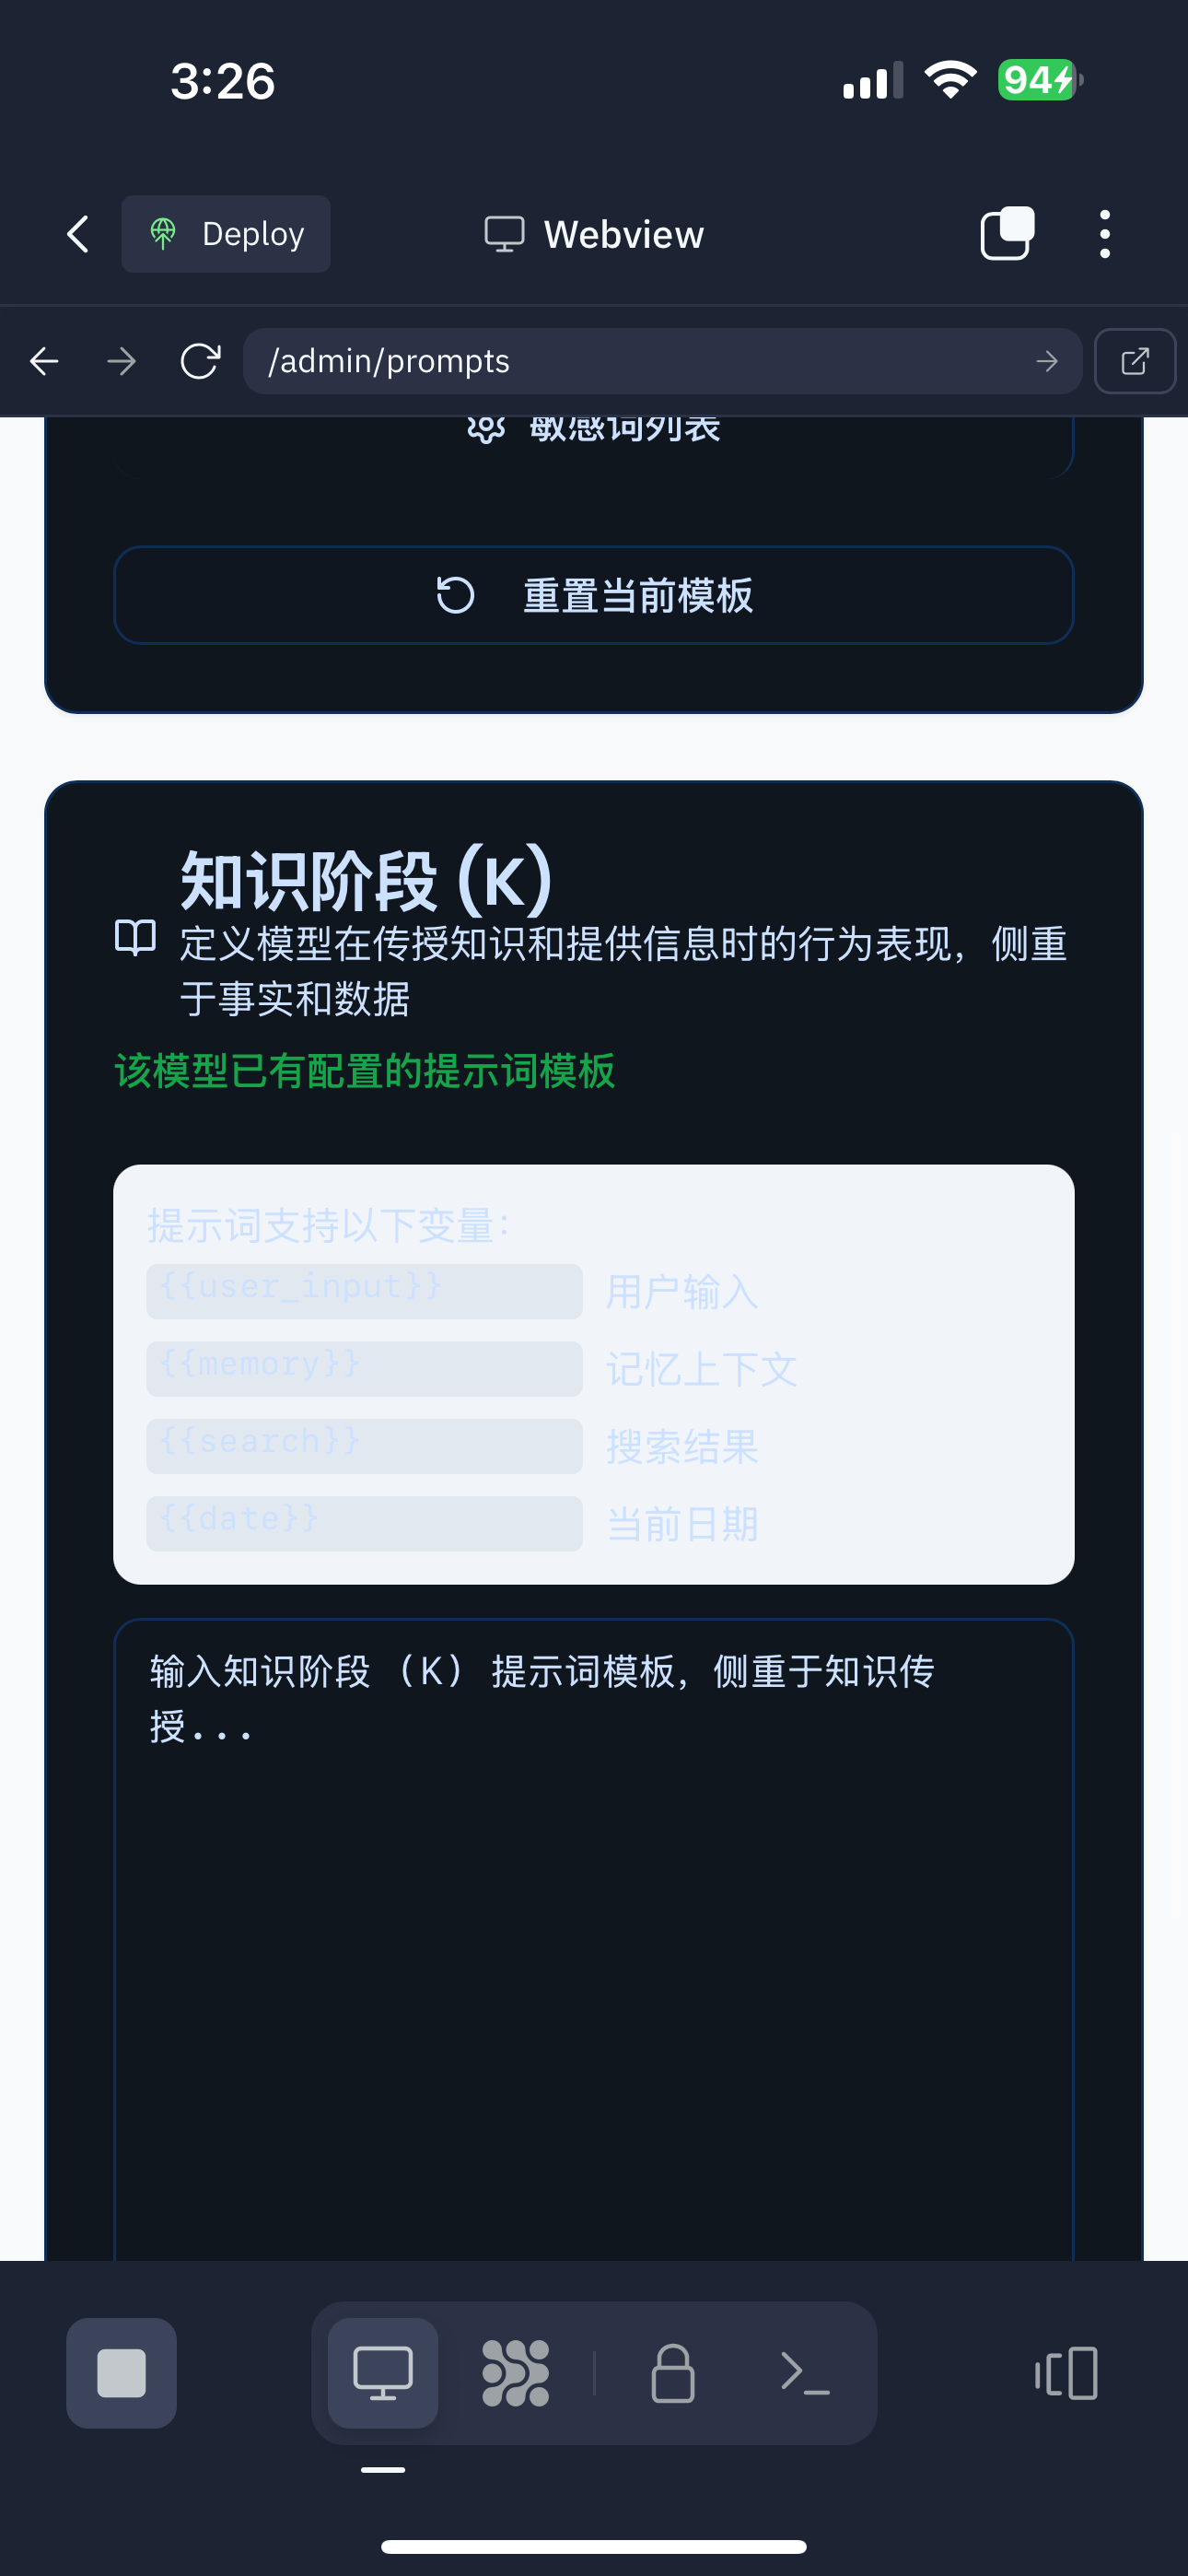 3:26
94
Deploy
Webview
/admin/prompts
敏感词列表
重置当前模板
知识阶段 (K)
定义模型在传授知识和提供信息时的行为表现，侧重
于事实和数据
该模型已有配置的提示词模板
提示词支持以下变量：
{{user_input}} 用户输入
{{memory}} 记忆上下文
{{search}} 搜索结果
{{date}} 当前日期
输入知识阶段 （K） 提示词模板，侧重于知识传
授...